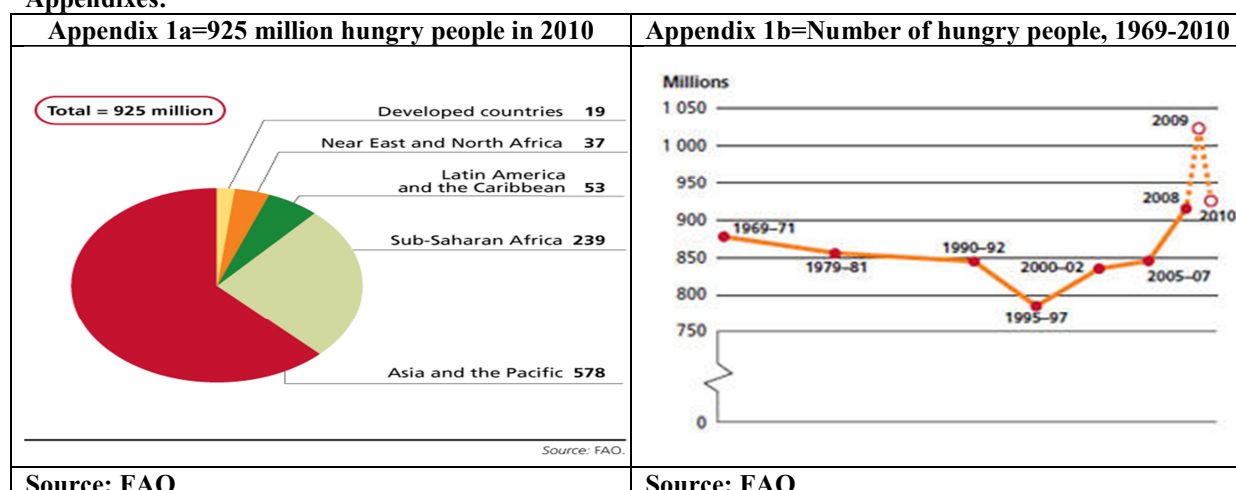 Appendixes:
Appendix 1a=925 million hungry people in 2010
Total = 925 million
Developed countries 19
Near East and North Africa 37
Latin America
and the Caribbean 53
Sub-Saharan Africa 239
Asia and the Pacific 578
Source: FAO.
Source: FAO
Appendix 1b=Number of hungry people, 1969-2010
Millions
1 050
1 000
950
900
850
800
750
0
1969–71
1979–81
1990–92
1995–97
2000–02
2005–07
2008
2009
2010
Source: FAO